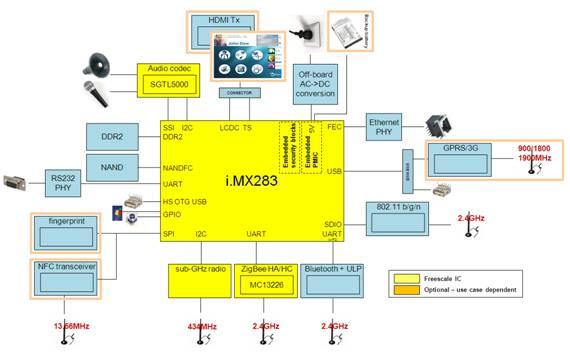 HDMI Tx
Backup battery
Audio codec
SGTL5000
CONNECTOR
Off-board
AC->DC
conversion
Ethernet
PHY
SSI I2C
LCDC TS
5V
FEC
DDR2
DDR2
Embedded
security blocks
Embedded
PMIC
GPRS/3G
900/1800
1900MHz
NAND
NANDFC
USB
RS232
PHY
UART
i.MX283
HS OTG USB
GPIO
802.11 b/g/n
2.4GHz
fingerprint
SPI
I2C
UART
SDIO
UART
NFC transceiver
sub-GHz radio
ZigBee HA/HC
MC13226
Bluetooth + ULP
Freescale IC
Optional – use case dependent
13.56MHz
434MHz
2.4GHz
2.4GHz